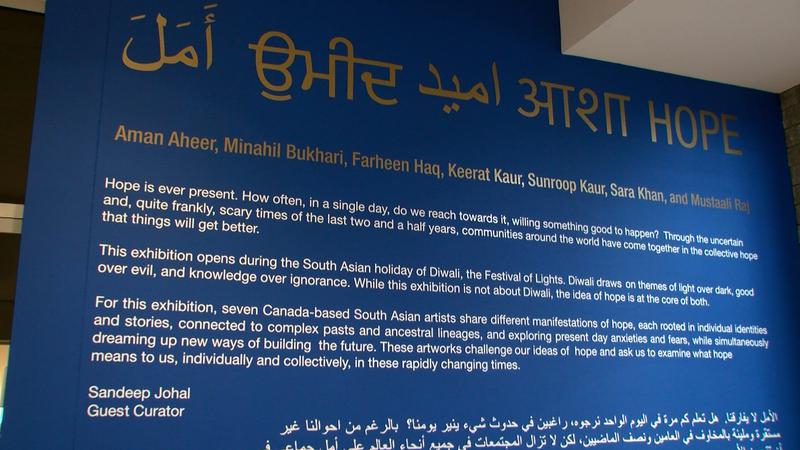 أَمَلَ ਉਮੀਦ اميد आशा HOPE
Aman Aheer, Minahil Bukhari, Farheen Haq, Keerat Kaur, Sunroop Kaur, Sara Khan, and Mustaali Raj
Hope is ever present. How often, in a single day, do we reach towards it, willing something good to happen? Through the uncertain
and, quite frankly, scary times of the last two and a half years, communities around the world have come together in the collective hope
that things will get better.
This exhibition opens during the South Asian holiday of Diwali, the Festival of Lights. Diwali draws on themes of light over dark, good
over evil, and knowledge over ignorance. While this exhibition is not about Diwali, the idea of hope is at the core of both.
For this exhibition, seven Canada-based South Asian artists share different manifestations of hope, each rooted in individual identities
and stories, connected to complex pasts and ancestral lineages, and exploring present day anxieties and fears, while simultaneously
dreaming up new ways of building the future. These artworks challenge our ideas of hope and ask us to examine what hope
means to us, individually and collectively, in these rapidly changing times.
Sandeep Johal
Guest Curator
الأمل لا يفارقنا. هل تعلم كم مرة في اليوم الواحد نرجوه، راغبين في حدوث شيء ينير يومنا؟ بالرغم من احوالنا غير
مستقرة ومليئة بالمخاوف في العامين ونصف الماضيين، لكن لا تزال المجتمعات في جميع أنحاء العالم على أمل جماعي في